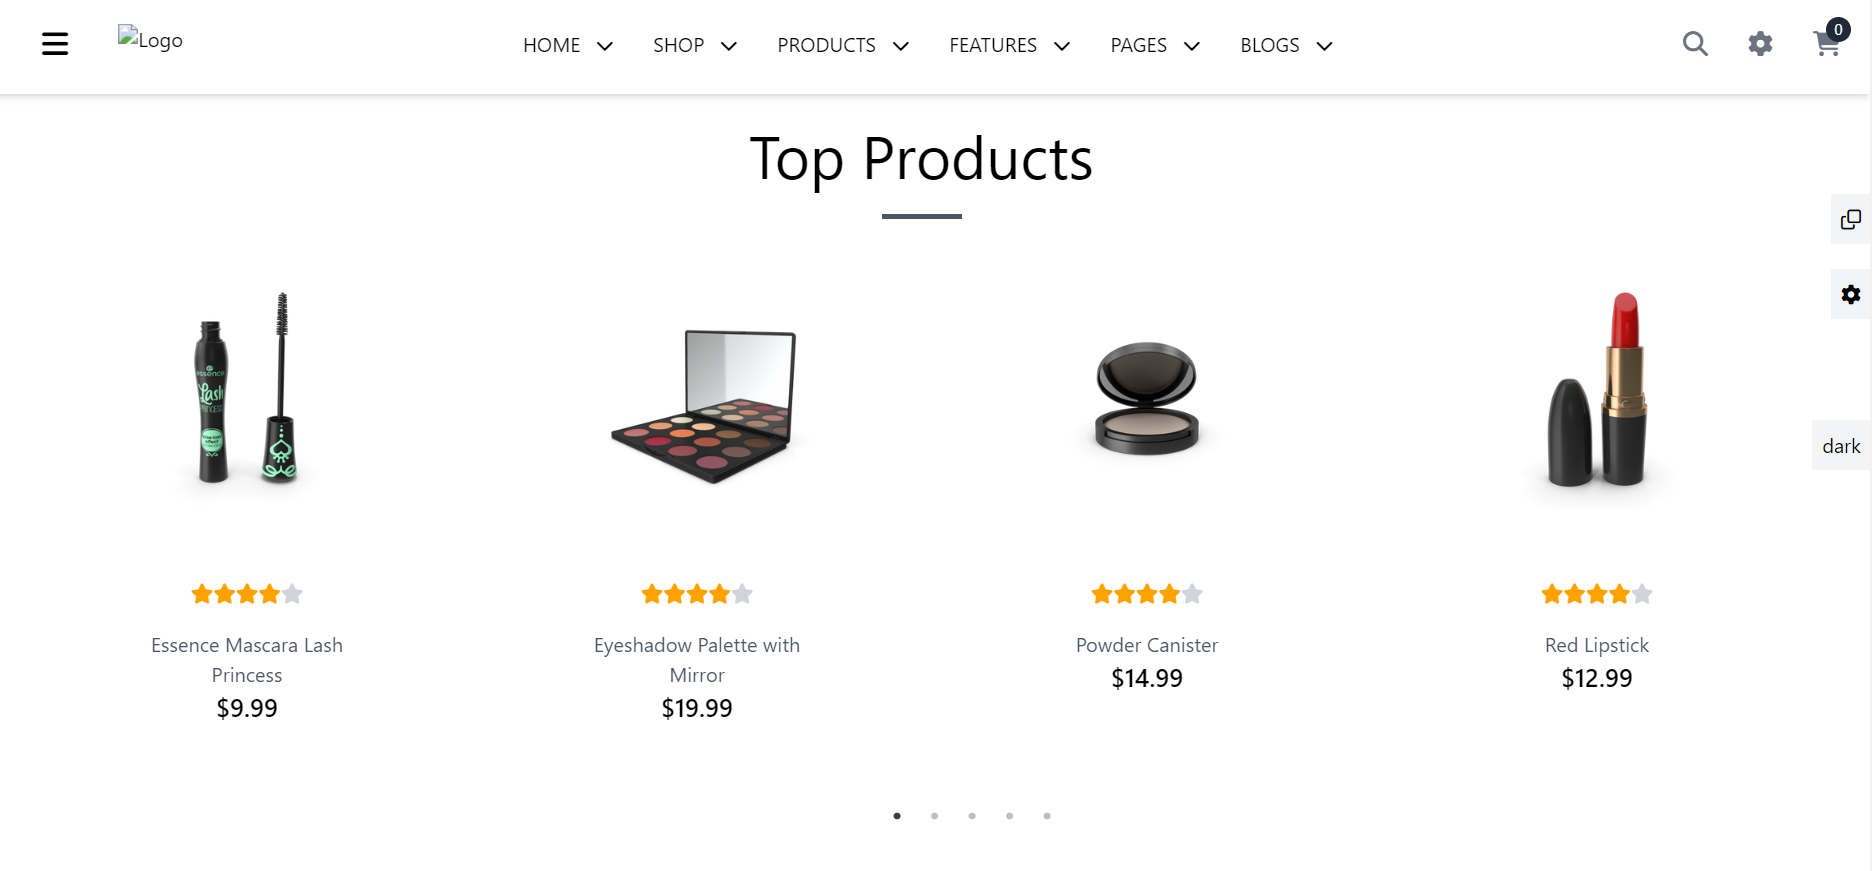 Logo
HOME
SHOP
PRODUCTS
FEATURES
PAGES
BLOGS
0
Top Products
essence
Lash
PRINCESS
dark
Essence Mascara Lash
Princess
$9.99
Eyeshadow Palette with
Mirror
$19.99
Powder Canister
$14.99
Red Lipstick
$12.99